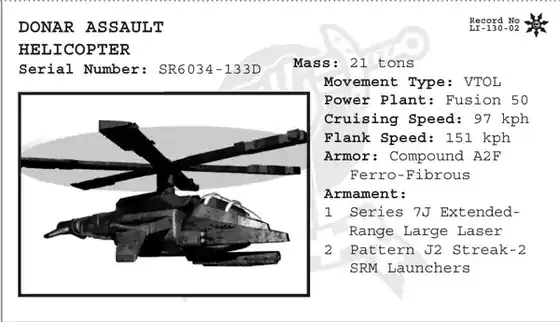 DONAR ASSAULT
HELICOPTER
Serial Number: SR6034-133D
Record No
LI-130-02
Mass: 21 tons
Movement Type: VTOL
Power Plant: Fusion 50
Cruising Speed: 97 kph
Flank Speed: 151 kph
Armor: Compound A2F
Ferro-Fibrous
Armament:
1 Series 7J Extended-
Range Large Laser
2 Pattern J2 Streak-2
SRM Launchers